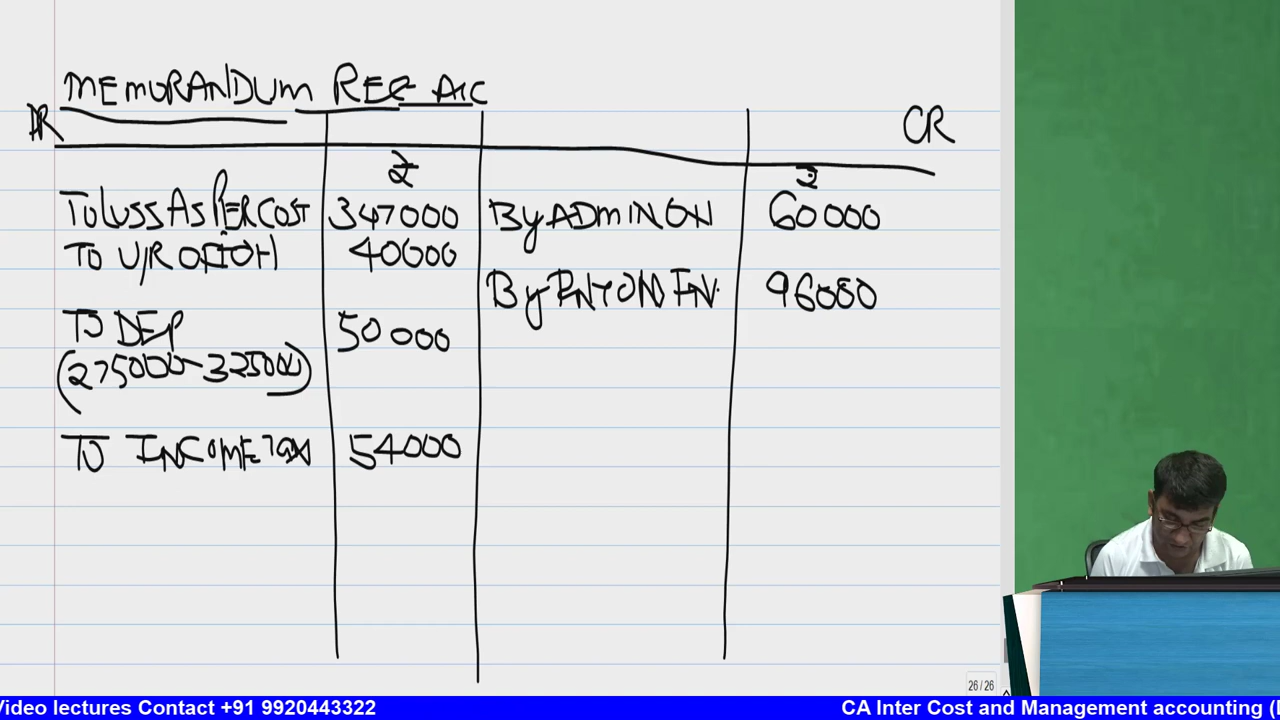 MEMORANDUM REC A/C
DR CR
₹ ₹
TO LOSS AS PER COST 347000 By ADMIN OH 60000
TO U/R OF FOH 40000
By INT ON INV. 96000
TO DEP 50000
(275000-325000)
TO INCOME TAX 54000
26/26
Video lectures Contact +91 9920443322 CA Inter Cost and Management accounting (